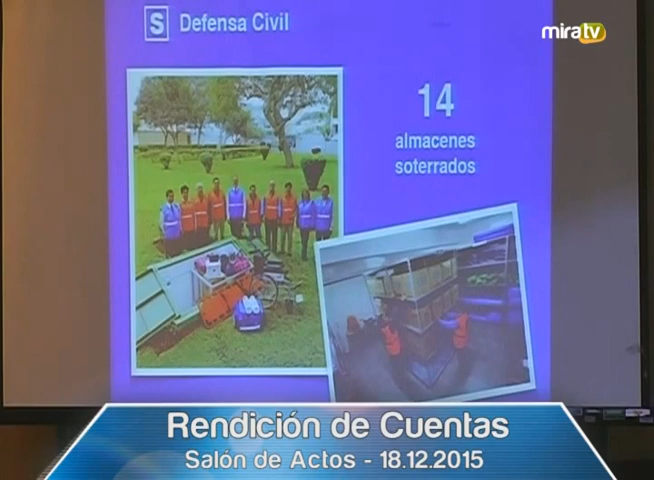 S Defensa Civil
miratv
14
almacenes
soterrados
Rendición de Cuentas
Salón de Actos - 18.12.2015